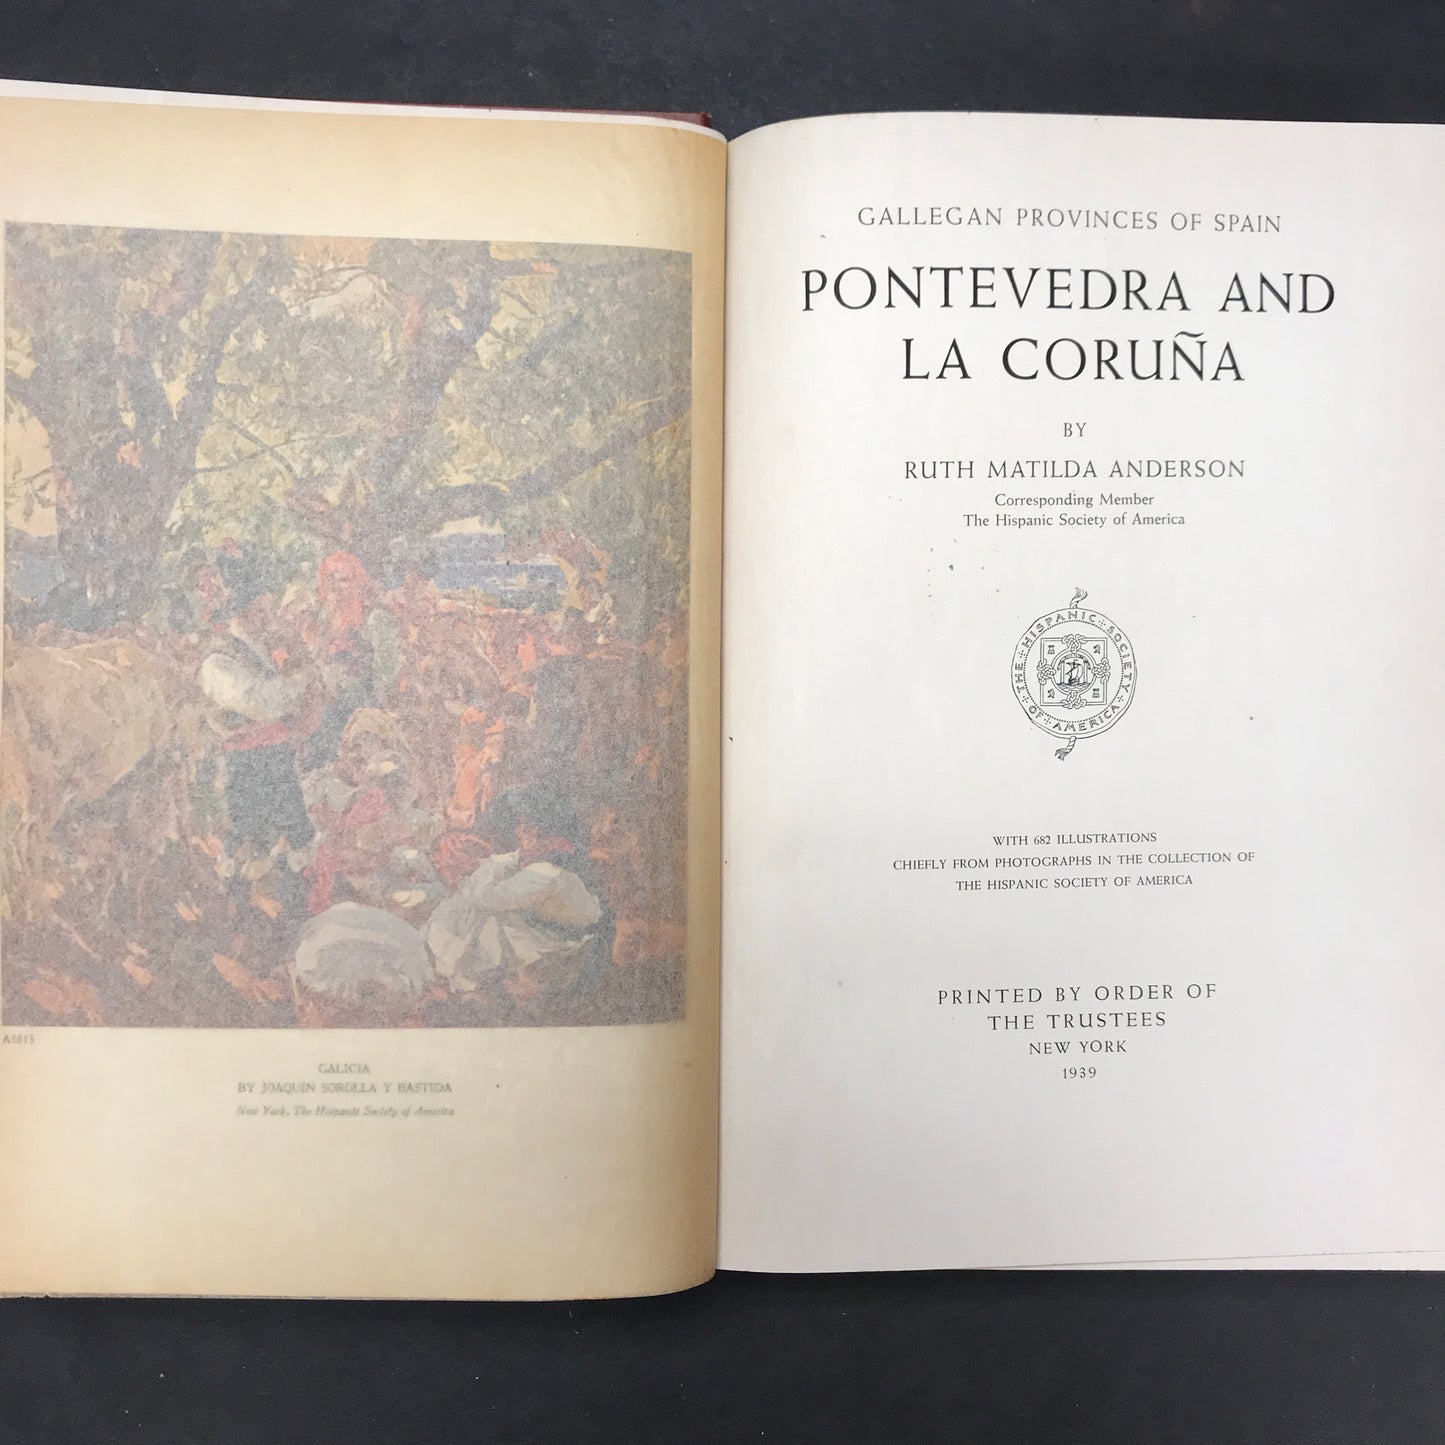 A1813
GALICIA
BY JOAQUIN SOROLLA Y BASTIDA
New York, The Hispanic Society of America
GALLEGAN PROVINCES OF SPAIN
PONTEVEDRA AND
LA CORUÑA
BY
RUTH MATILDA ANDERSON
Corresponding Member
The Hispanic Society of America
THE HISPANIC SOCIETY
OF AMERICA
WITH 682 ILLUSTRATIONS
CHIEFLY FROM PHOTOGRAPHS IN THE COLLECTION OF
THE HISPANIC SOCIETY OF AMERICA
PRINTED BY ORDER OF
THE TRUSTEES
NEW YORK
1939